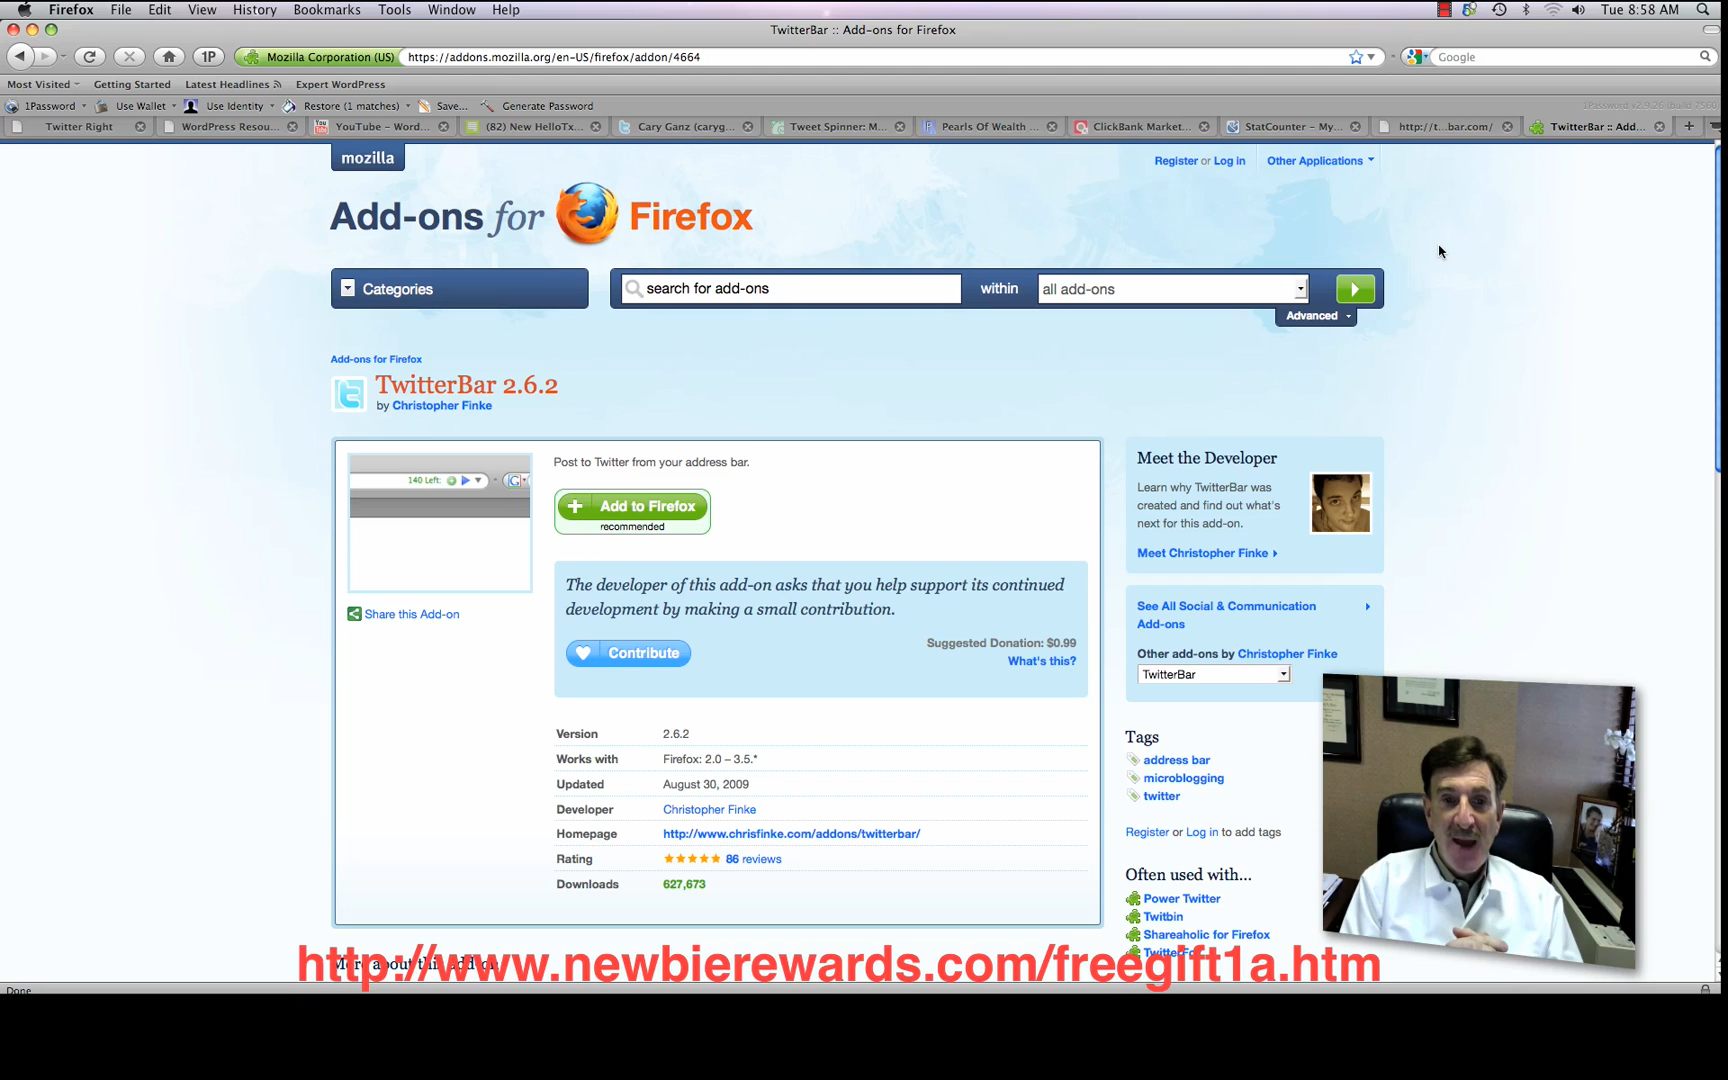 Firefox File Edit View History Bookmarks Tools Window Help Tue 8:58 AM
TwitterBar :: Add-ons for Firefox
1P Mozilla Corporation (US) https://addons.mozilla.org/en-US/firefox/addon/4664 Google
Most Visited Getting Started Latest Headlines Expert WordPress
1Password Use Wallet Use Identity Restore (1 matches) Save... Generate Password
Twitter Right WordPress Resou... YouTube – Word... (82) New HelloTx... Cary Ganz (caryg... Tweet Spinner: M... Pearls Of Wealth ... ClickBank Market... StatCounter – My... http://t...bar.com/ TwitterBar :: Add...
mozilla
Register or Log in Other Applications
Add-ons for Firefox
Categories search for add-ons within all add-ons
Advanced
Add-ons for Firefox
TwitterBar 2.6.2
by Christopher Finke
140 Left:
Post to Twitter from your address bar.
Add to Firefox
recommended
Share this Add-on
The developer of this add-on asks that you help support its continued
development by making a small contribution.
Contribute
Suggested Donation: $0.99
What's this?
Version 2.6.2
Works with Firefox: 2.0 – 3.5.*
Updated August 30, 2009
Developer Christopher Finke
Homepage http://www.chrisfinke.com/addons/twitterbar/
Rating 86 reviews
Downloads 627,673
Meet the Developer
Learn why TwitterBar was
created and find out what's
next for this add-on.
Meet Christopher Finke
See All Social & Communication
Add-ons
Other add-ons by Christopher Finke
TwitterBar
Tags
address bar
microblogging
twitter
Register or Log in to add tags
Often used with...
Power Twitter
Twitbin
Shareaholic for Firefox
http://www.newbierewards.com/freegift1a.htm
Done